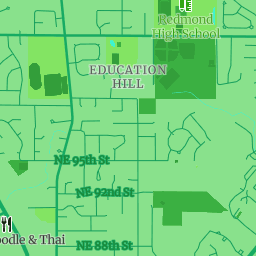 Redmond
High School
EDUCATION
HILL
NE 95th St
NE 92nd St
oodle & Thai
NE 88th St